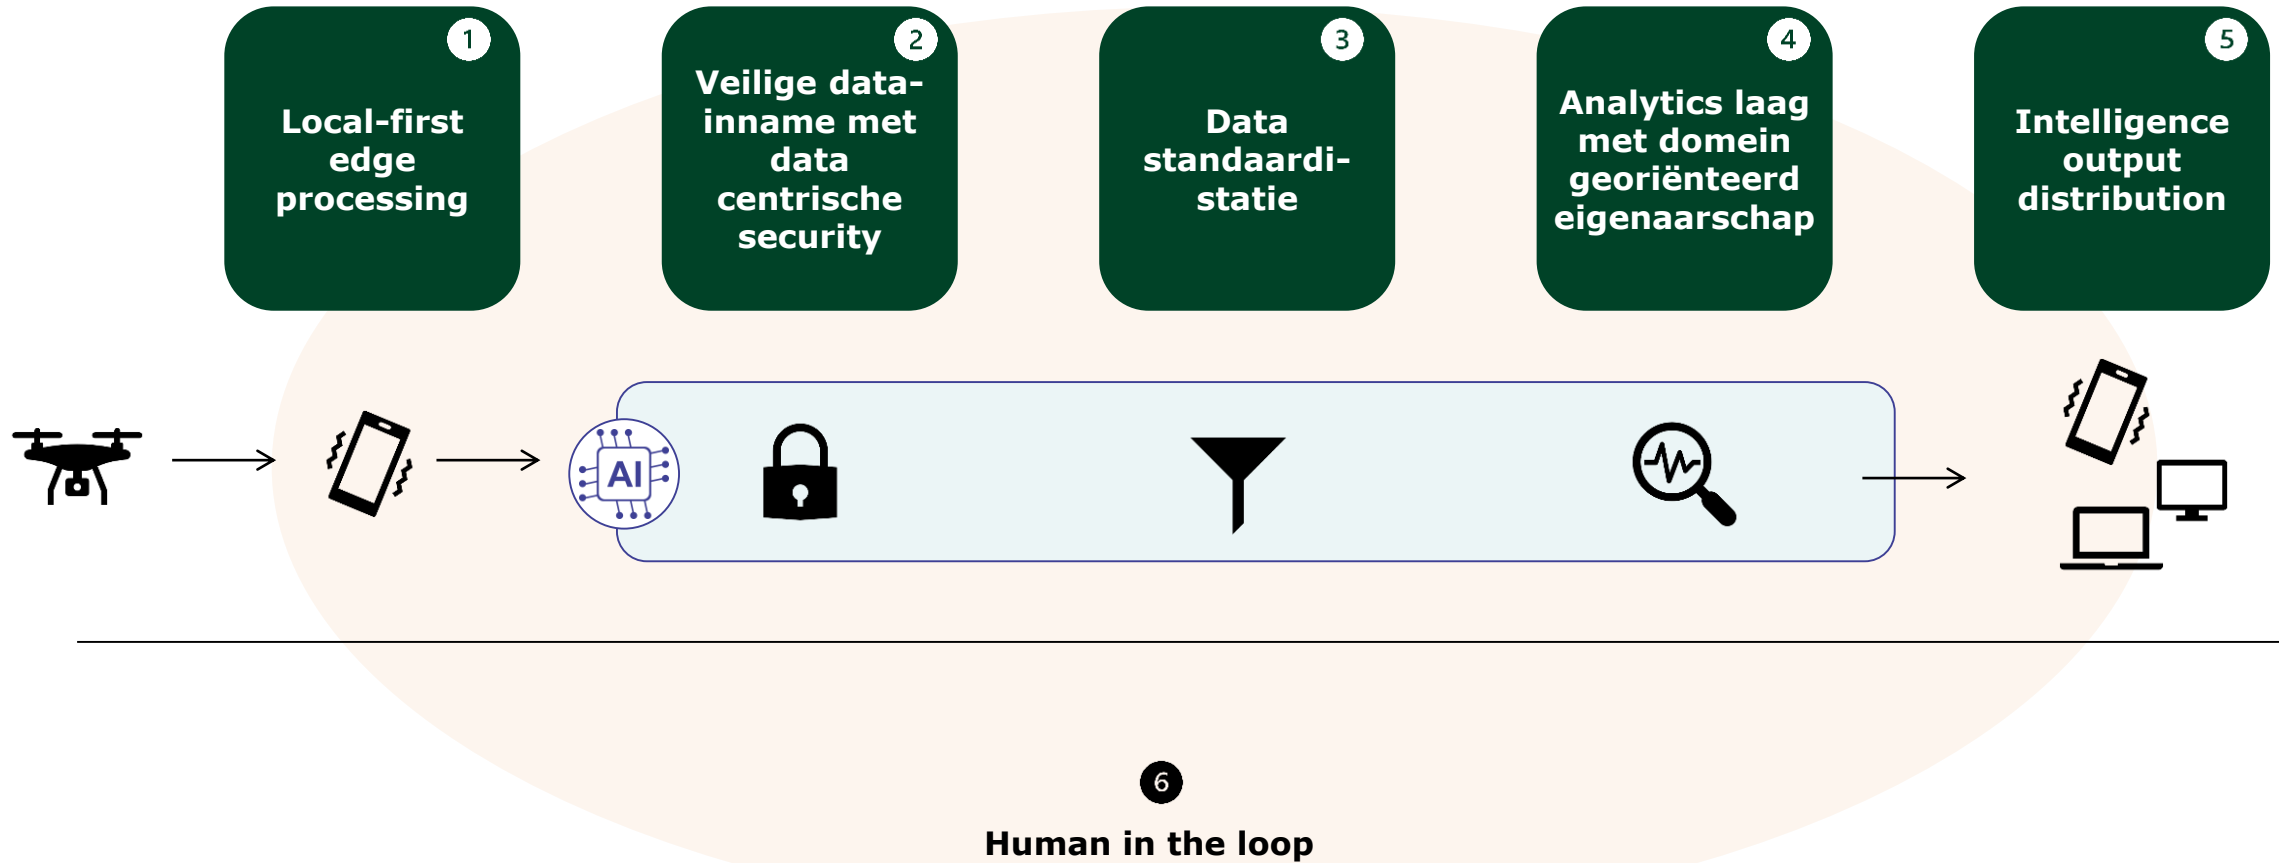 1
Local-first
edge
processing
2
Veilige data-
inname met
data
centrische
security
3
Data
standaardi-
statie
4
Analytics laag
met domein
georiënteerd
eigenaarschap
5
Intelligence
output
distribution
AI
6
Human in the loop